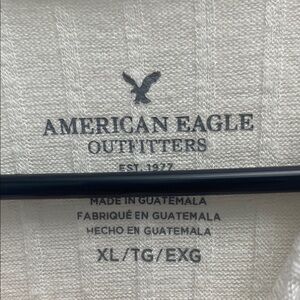 AMERICAN EAGLE
OUTFITTERS
EST. 1977
MADE IN GUATEMALA
FABRIQUÉ EN GUATEMALA
HECHO EN GUATEMALA
XL/TG/EXG